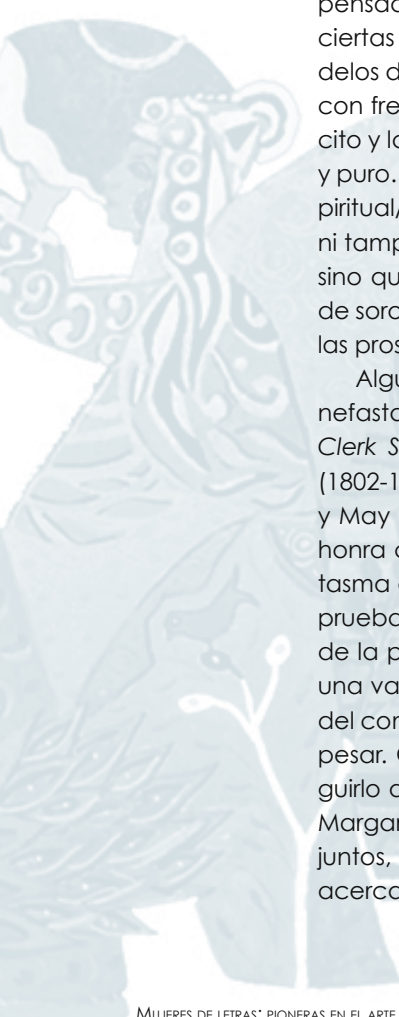 pensad
ciertas
delos d
con fre
cito y lo
y puro.
piritual/
ni tamp
sino qu
de soro
las pros
Algu
nefasto
Clerk S
(1802-1
y May
honra c
tasma c
prueba
de la p
una va
del cor
pesar. C
guirlo c
Margar
juntos,
acerca
Mujeres de letras: pioneras en el arte